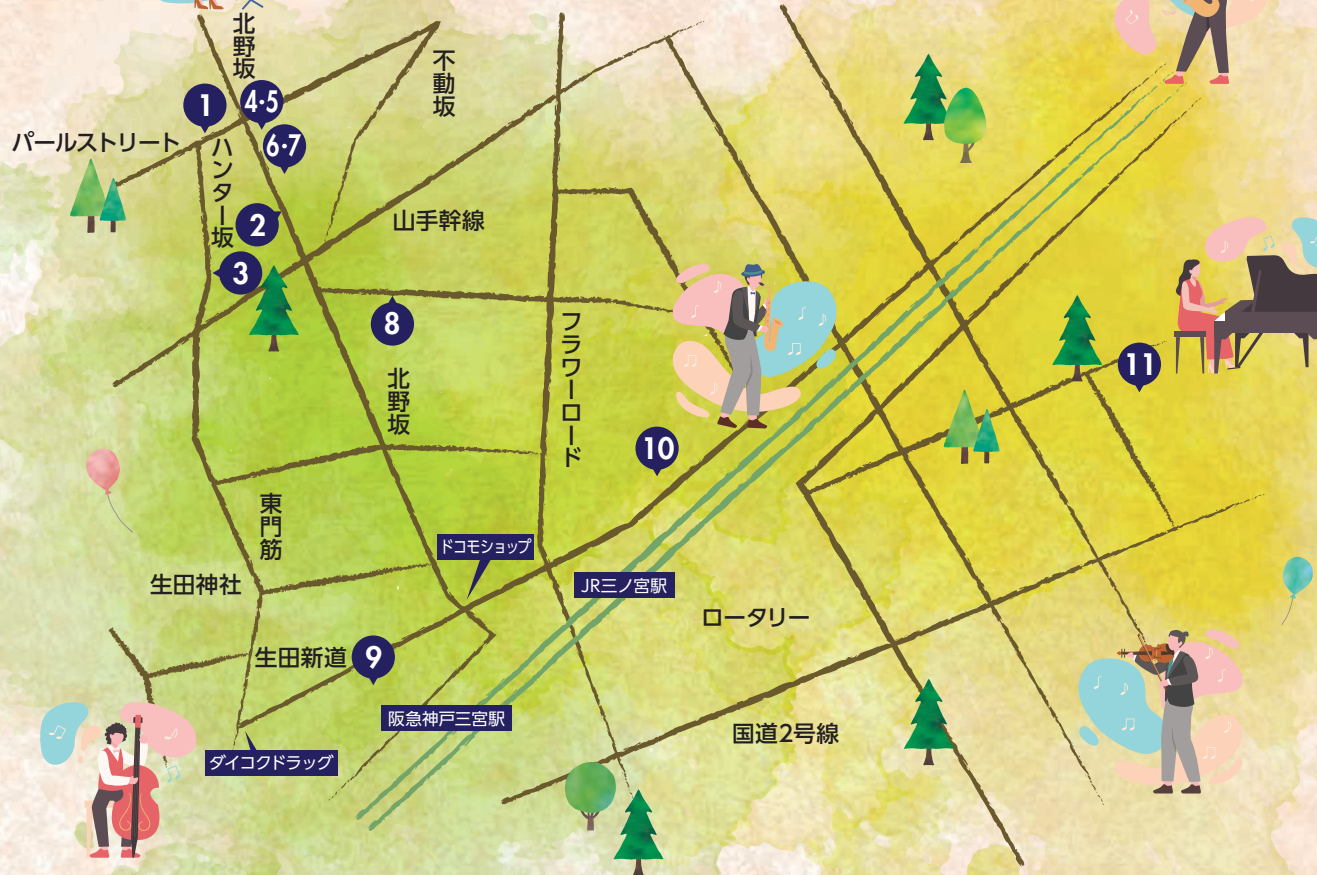 北野坂
不動坂
1
4·5
パールストリート
6·7
ハンター坂
2
山手幹線
3
8
フラワーロード
11
北野坂
10
東門筋
ドコモショップ
生田神社
JR三ノ宮駅
ロータリー
生田新道
9
阪急神戸三宮駅
国道2号線
ダイコクドラッグ